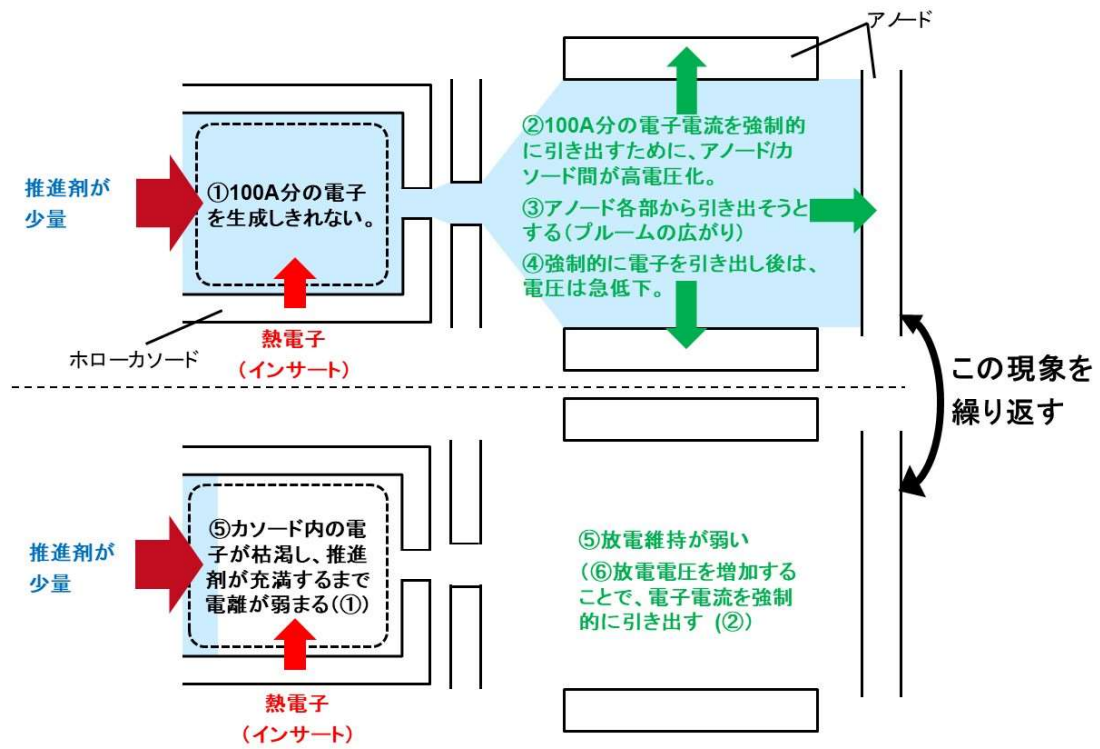 アノード
推進剤が
少量
①100A分の電子
を生成しきれない。
②100A分の電子電流を強制的
に引き出すために、アノード/カ
ソード間が高電圧化。
③アノード各部から引き出そうと
する(プルームの広がり)
④強制的に電子を引き出し後は、
電圧は急低下。
熱電子
(インサート)
ホローカソード
この現象を
繰り返す
推進剤が
少量
⑤カソード内の電
子が枯渇し、推進
剤が充満するまで
電離が弱まる(①)
⑤放電維持が弱い
(⑥放電電圧を増加する
ことで、電子電流を強制
的に引き出す (②)
熱電子
(インサート)